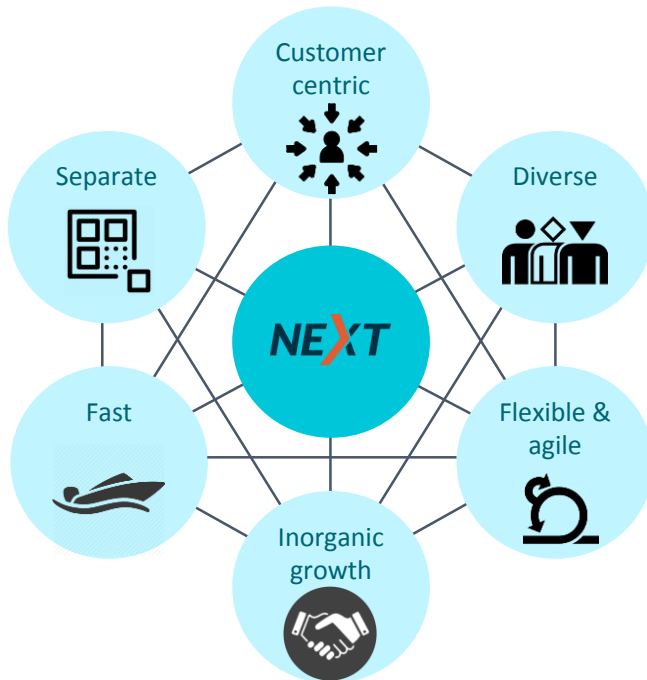 Customer
centric
Separate
Diverse
NEXT
Fast
Flexible &
agile
Inorganic
growth